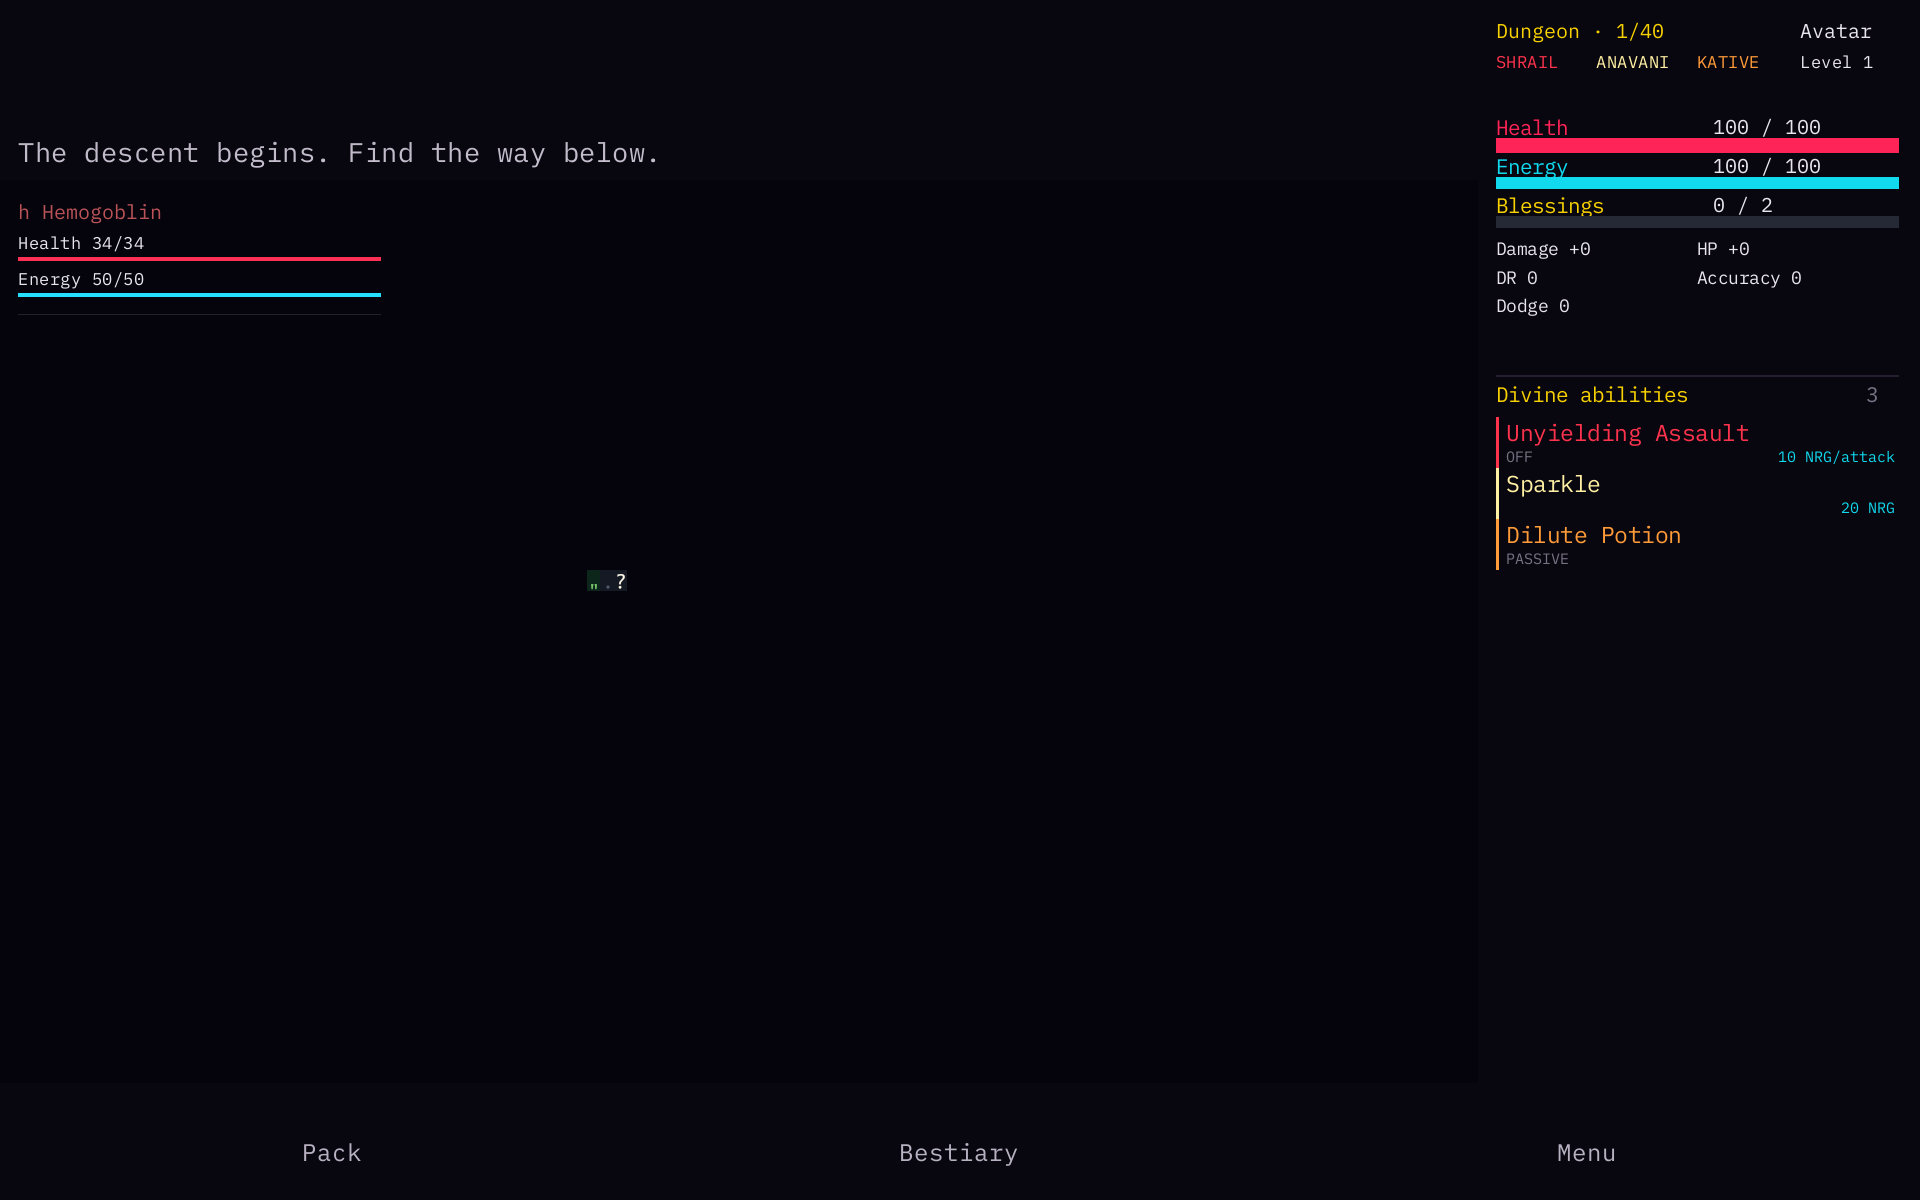 The descent begins. Find the way below.
h Hemogoblin
Health 34/34
Energy 50/50
„.?
Dungeon · 1/40 Avatar
SHRAIL ANAVANI KATIVE Level 1
Health 100 / 100
Energy 100 / 100
Blessings 0 / 2
Damage +0 HP +0
DR 0 Accuracy 0
Dodge 0
Divine abilities 3
Unyielding Assault
OFF 10 NRG/attack
Sparkle
20 NRG
Dilute Potion
PASSIVE
Pack Bestiary Menu